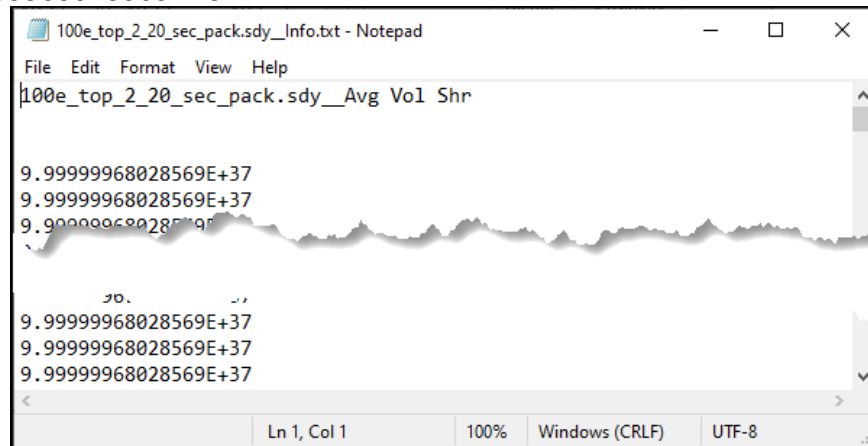 100e_top_2_20_sec_pack.sdy__Info.txt - Notepad
File Edit Format View Help
100e_top_2_20_sec_pack.sdy__Avg Vol Shr
9.99999968028569E+37
9.99999968028569E+37
9.99999968028569E+37
9.99999968028569E+37
9.99999968028569E+37
Ln 1, Col 1 100% Windows (CRLF) UTF-8